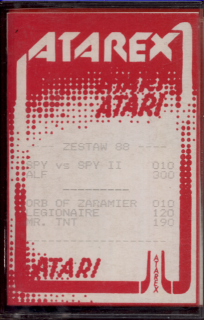 ATAREX
ATARI
ATARI
ZESTAW 88 ----
SPY vs SPY II 010
ALF 300
---------
ORB OF ZARAMIER 010
LEGIONAIRE 120
MR. TNT 190
ATARI
ATAREX